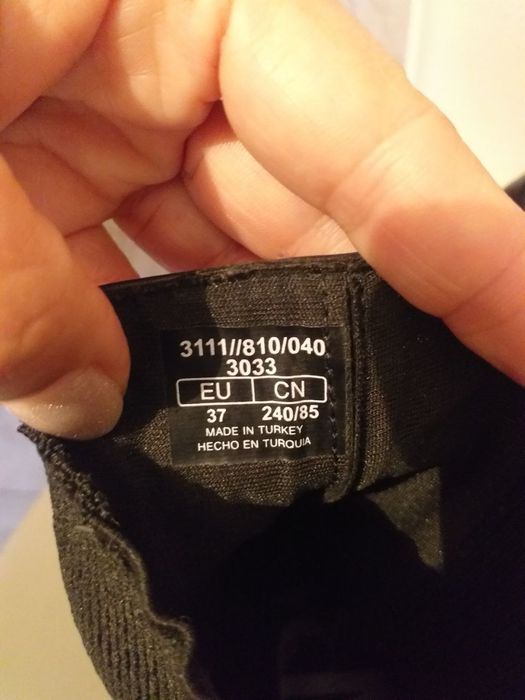 3111//810/040
3033
EU CN
37 240/85
MADE IN TURKEY
HECHO EN TURQUIA